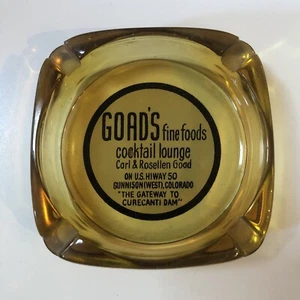 GOAD'S fine foods
cocktail lounge
Carl & Rosellen Goad
ON U.S. HIWAY 50
GUNNISON (WEST), COLORADO
"THE GATEWAY TO
CURECANTI DAM"